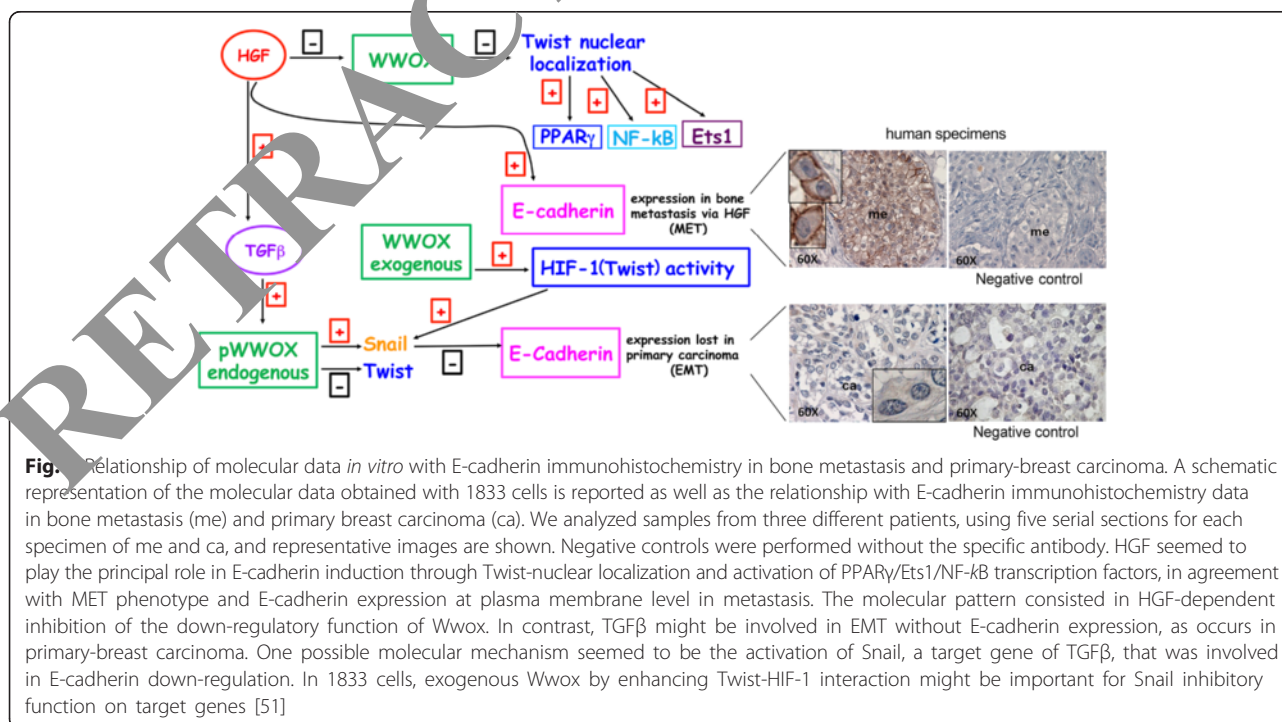 RETRAC
HGF
-
WWOX
-
Twist nuclear
localization
+
+
+
PPARγ
NF-kB
Ets1
+
+
E-cadherin
expression in bone
metastasis via HGF
(MET)
human specimens
me
60X
me
60X
Negative control
TGFβ
WWOX
exogenous
+
HIF-1(Twist) activity
+
+
pWWOX
endogenous
+
Snail
-
Twist
-
E-Cadherin
expression lost in
primary carcinoma
(EMT)
ca
60X
ca
60X
Negative control
Fig. Relationship of molecular data in vitro with E-cadherin immunohistochemistry in bone metastasis and primary-breast carcinoma. A schematic
representation of the molecular data obtained with 1833 cells is reported as well as the relationship with E-cadherin immunohistochemistry data
in bone metastasis (me) and primary breast carcinoma (ca). We analyzed samples from three different patients, using five serial sections for each
specimen of me and ca, and representative images are shown. Negative controls were performed without the specific antibody. HGF seemed to
play the principal role in E-cadherin induction through Twist-nuclear localization and activation of PPARγ/Ets1/NF-kB transcription factors, in agreement
with MET phenotype and E-cadherin expression at plasma membrane level in metastasis. The molecular pattern consisted in HGF-dependent
inhibition of the down-regulatory function of Wwox. In contrast, TGFβ might be involved in EMT without E-cadherin expression, as occurs in
primary-breast carcinoma. One possible molecular mechanism seemed to be the activation of Snail, a target gene of TGFβ, that was involved
in E-cadherin down-regulation. In 1833 cells, exogenous Wwox by enhancing Twist-HIF-1 interaction might be important for Snail inhibitory
function on target genes [51]